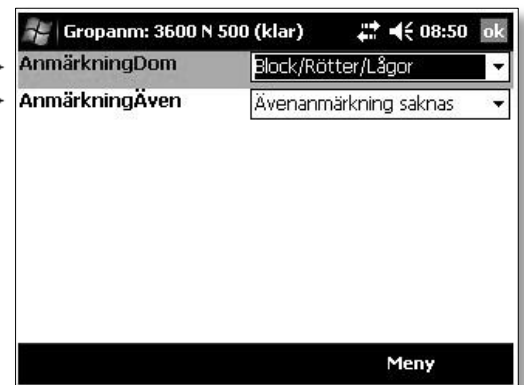 Gropanm: 3600 N 500 (klar) 08:50 ok
AnmärkningDom Block/Rötter/Lågor
AnmärkningÄven Ävenanmärkning saknas
Meny